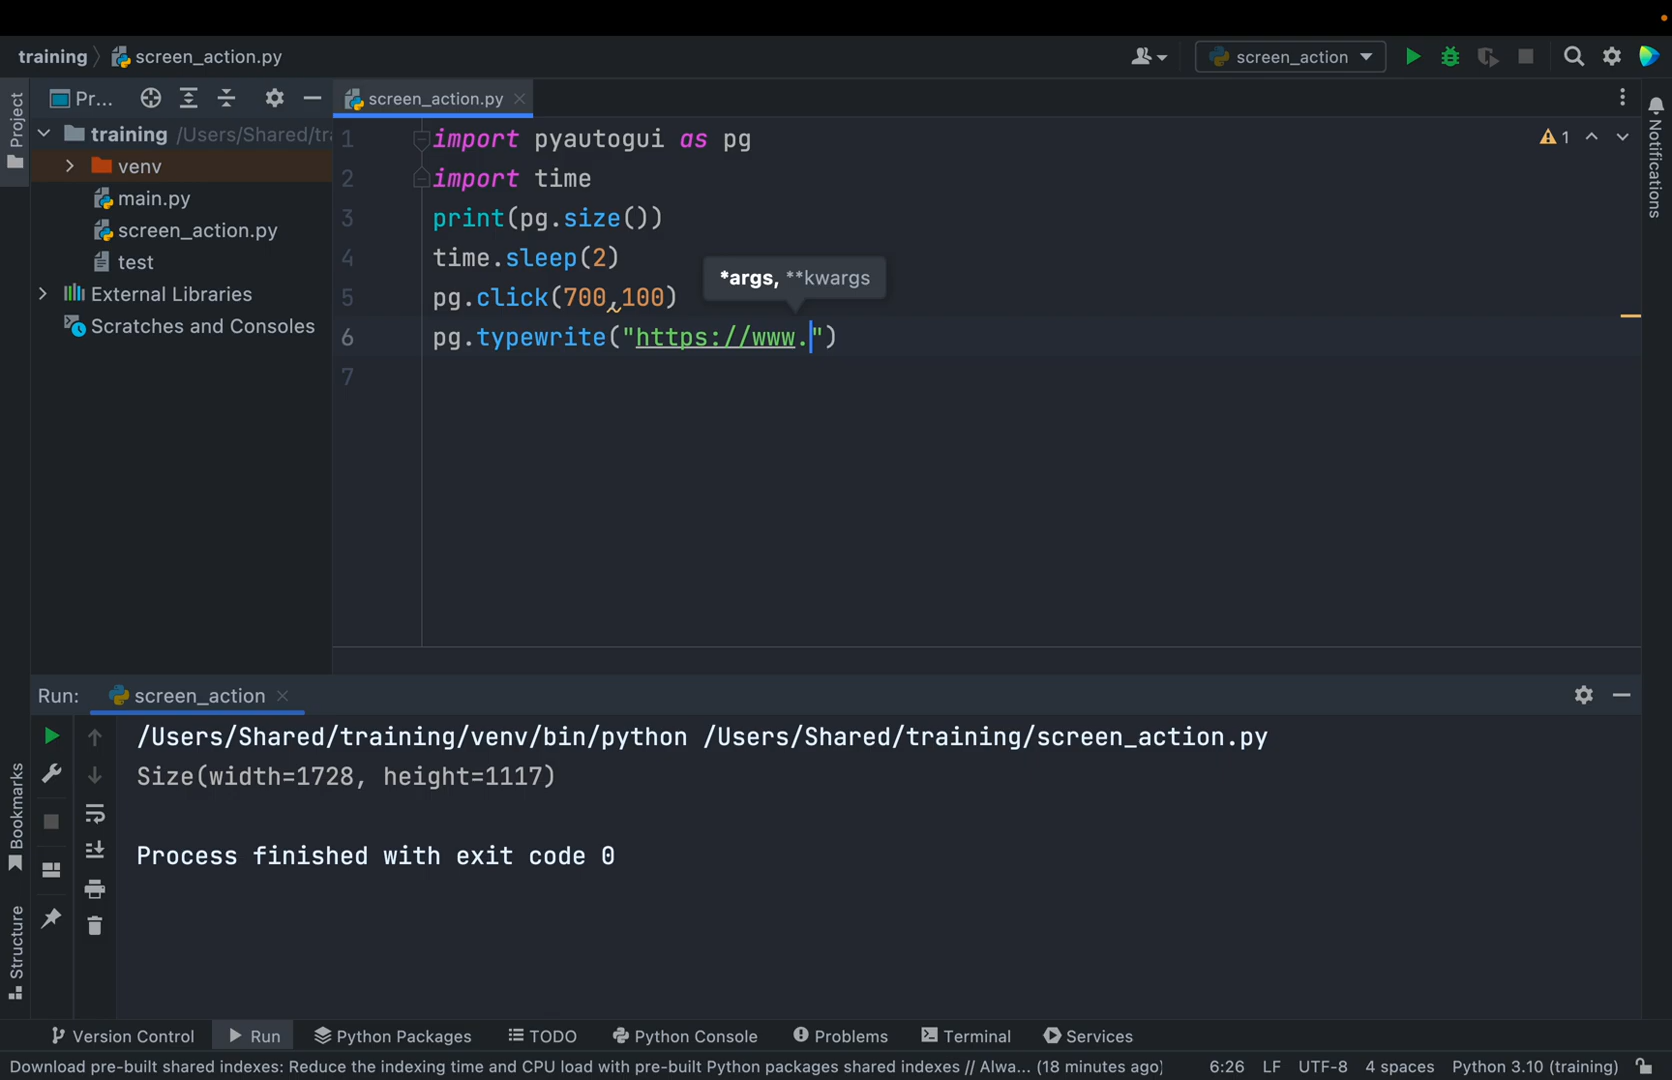 training
screen_action.py
screen_action
Pr...
screen_action.py
Project
training /Users/Shared/tra
venv
main.py
screen_action.py
test
External Libraries
Scratches and Consoles
1 import pyautogui as pg
2 import time
3 print(pg.size())
4 time.sleep(2)
*args, **kwargs
5 pg.click(700,100)
6 pg.typewrite("https://www.")
7
1
Notifications
Run: screen_action
/Users/Shared/training/venv/bin/python /Users/Shared/training/screen_action.py
Size(width=1728, height=1117)
Process finished with exit code 0
Bookmarks
Structure
Version Control Run Python Packages TODO Python Console Problems Terminal Services
Download pre-built shared indexes: Reduce the indexing time and CPU load with pre-built Python packages shared indexes // Alwa... (18 minutes ago) 6:26 LF UTF-8 4 spaces Python 3.10 (training)